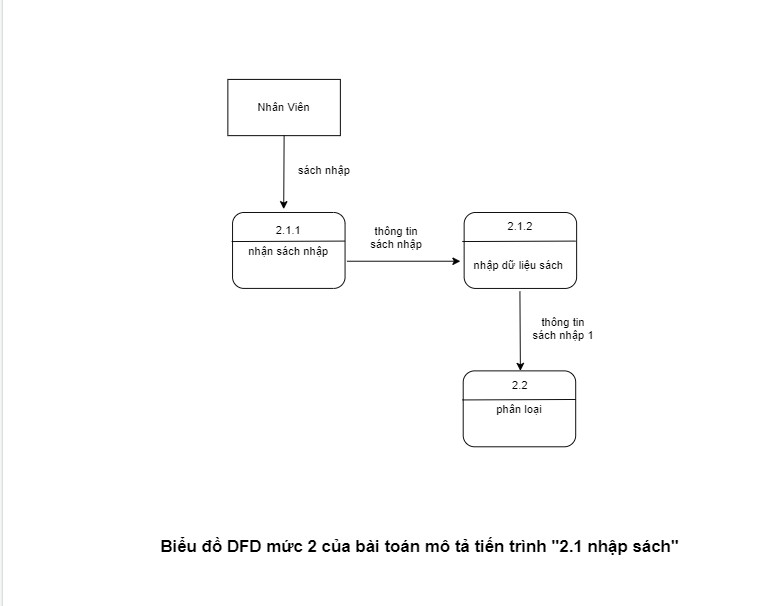 Nhân Viên
sách nhập
2.1.1
nhận sách nhập
thông tin
sách nhập
2.1.2
nhập dữ liệu sách
thông tin
sách nhập 1
2.2
phân loại
Biểu đồ DFD mức 2 của bài toán mô tả tiến trình "2.1 nhập sách"